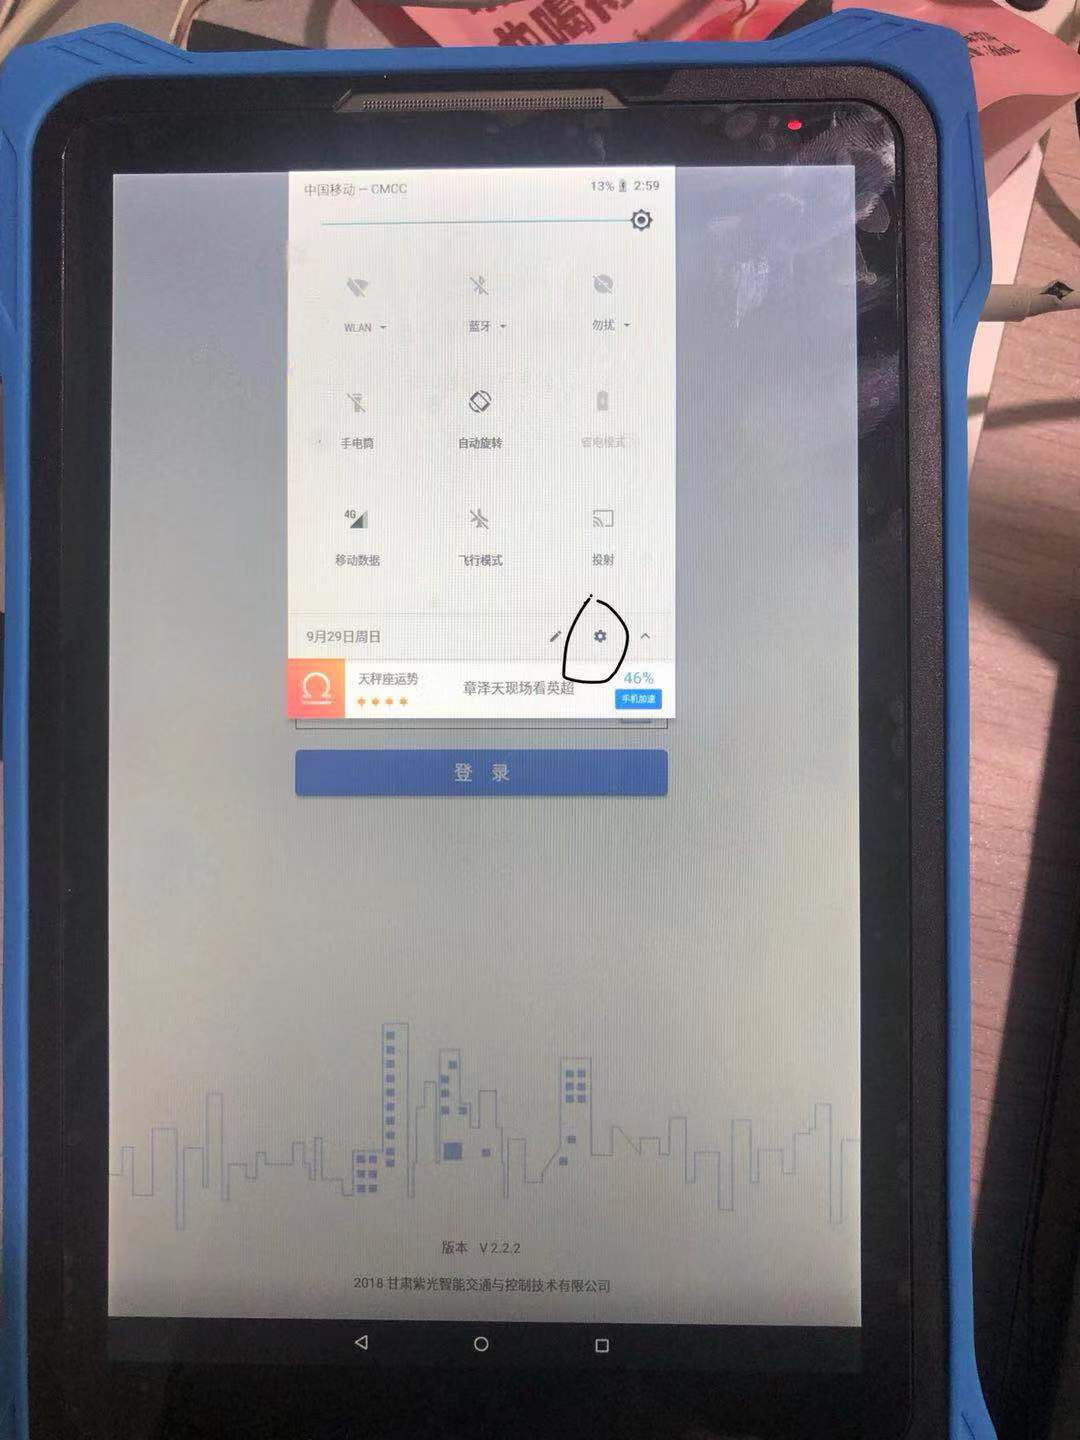 也喝
中国移动 — CMCC
13% 2:59
WLAN
蓝牙
勿扰
手电筒
自动旋转
省电模式
4G
移动数据
飞行模式
投射
9月29日周日
天秤座运势
章泽天现场看英超
46%
手机加速
登 录
版本 V 2.2.2
2018 甘肃紫光智能交通与控制技术有限公司